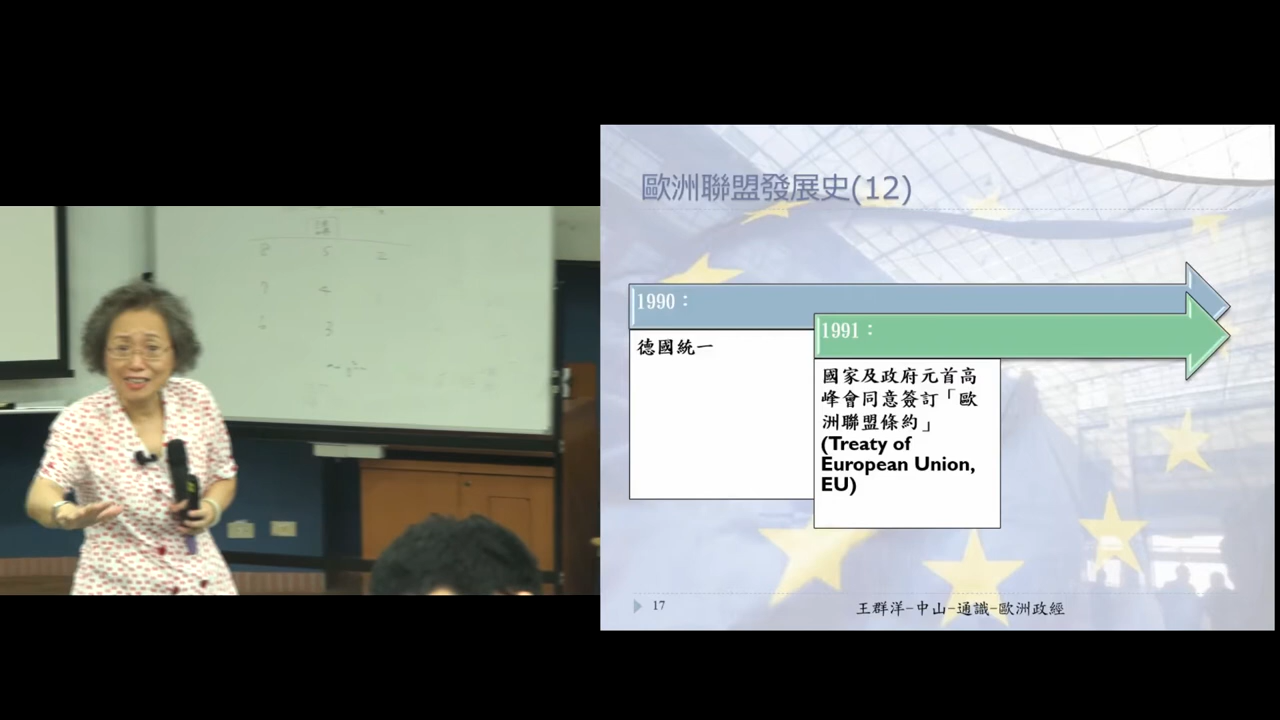 歐洲聯盟發展史(12)
1990：
德國統一
1991：
國家及政府元首高
峰會同意簽訂「歐
洲聯盟條約」
(Treaty of
European Union,
EU)
17
王群洋-中山-通識-歐洲政經